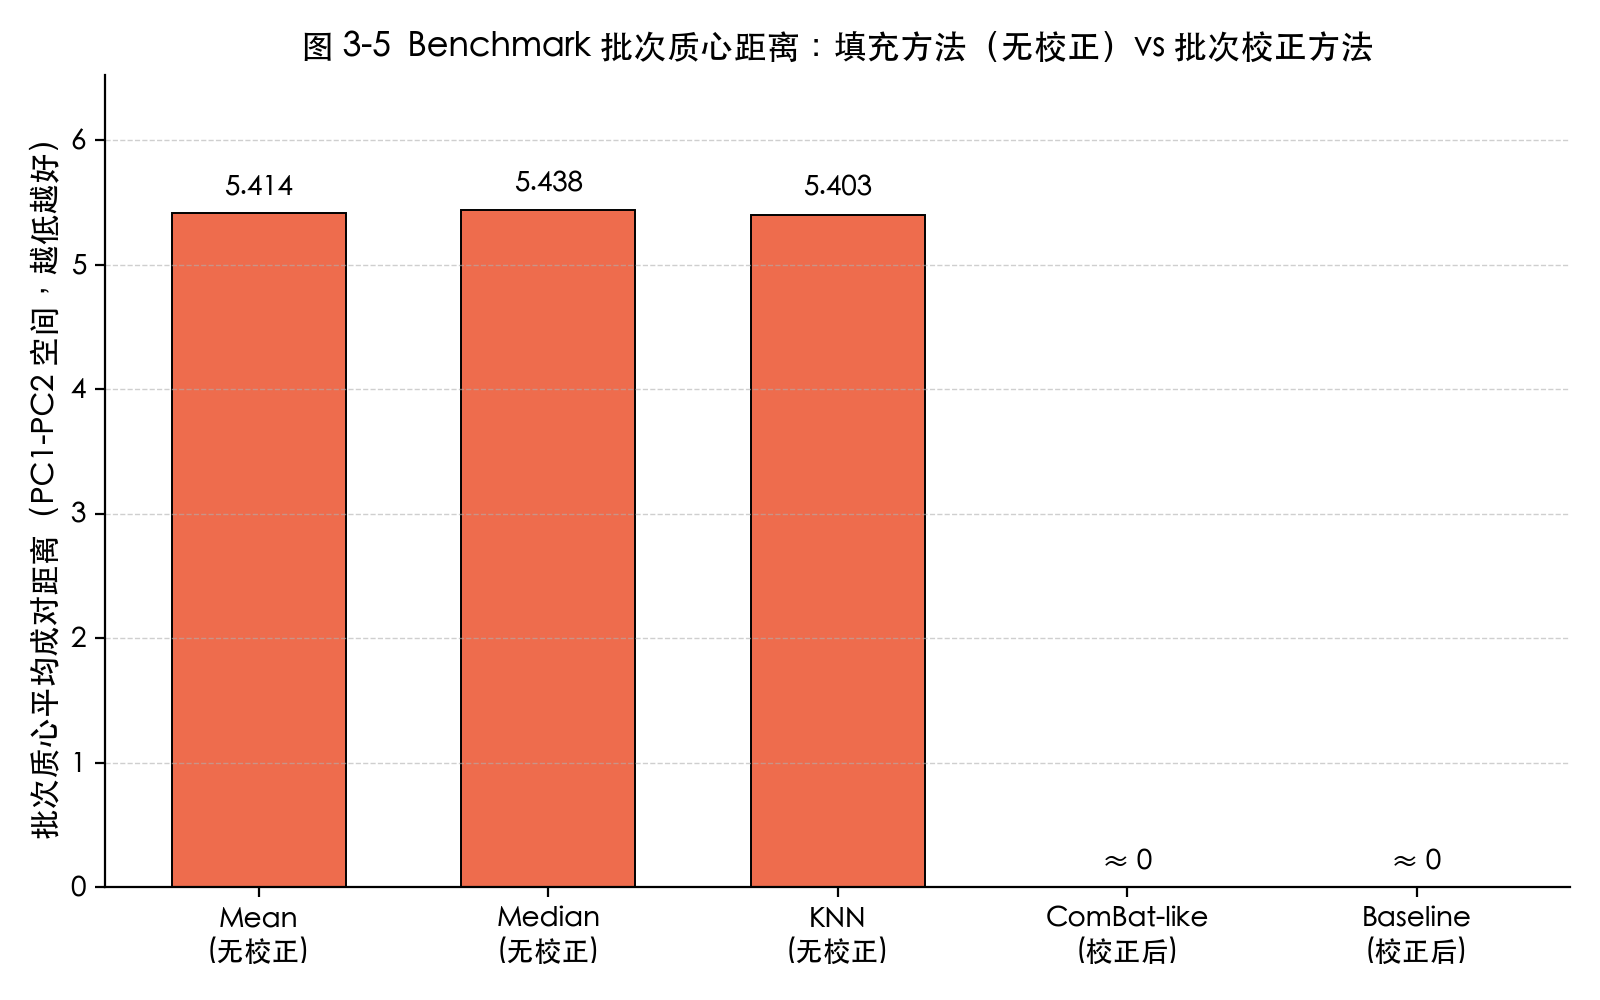 图 3-5 Benchmark 批次质心距离：填充方法（无校正）vs 批次校正方法
批次质心平均成对距离（PC1-PC2 空间，越低越好）
6
5
4
3
2
1
0
5.414
5.438
5.403
≈ 0
≈ 0
Mean
(无校正)
Median
(无校正)
KNN
(无校正)
ComBat-like
(校正后)
Baseline
(校正后)